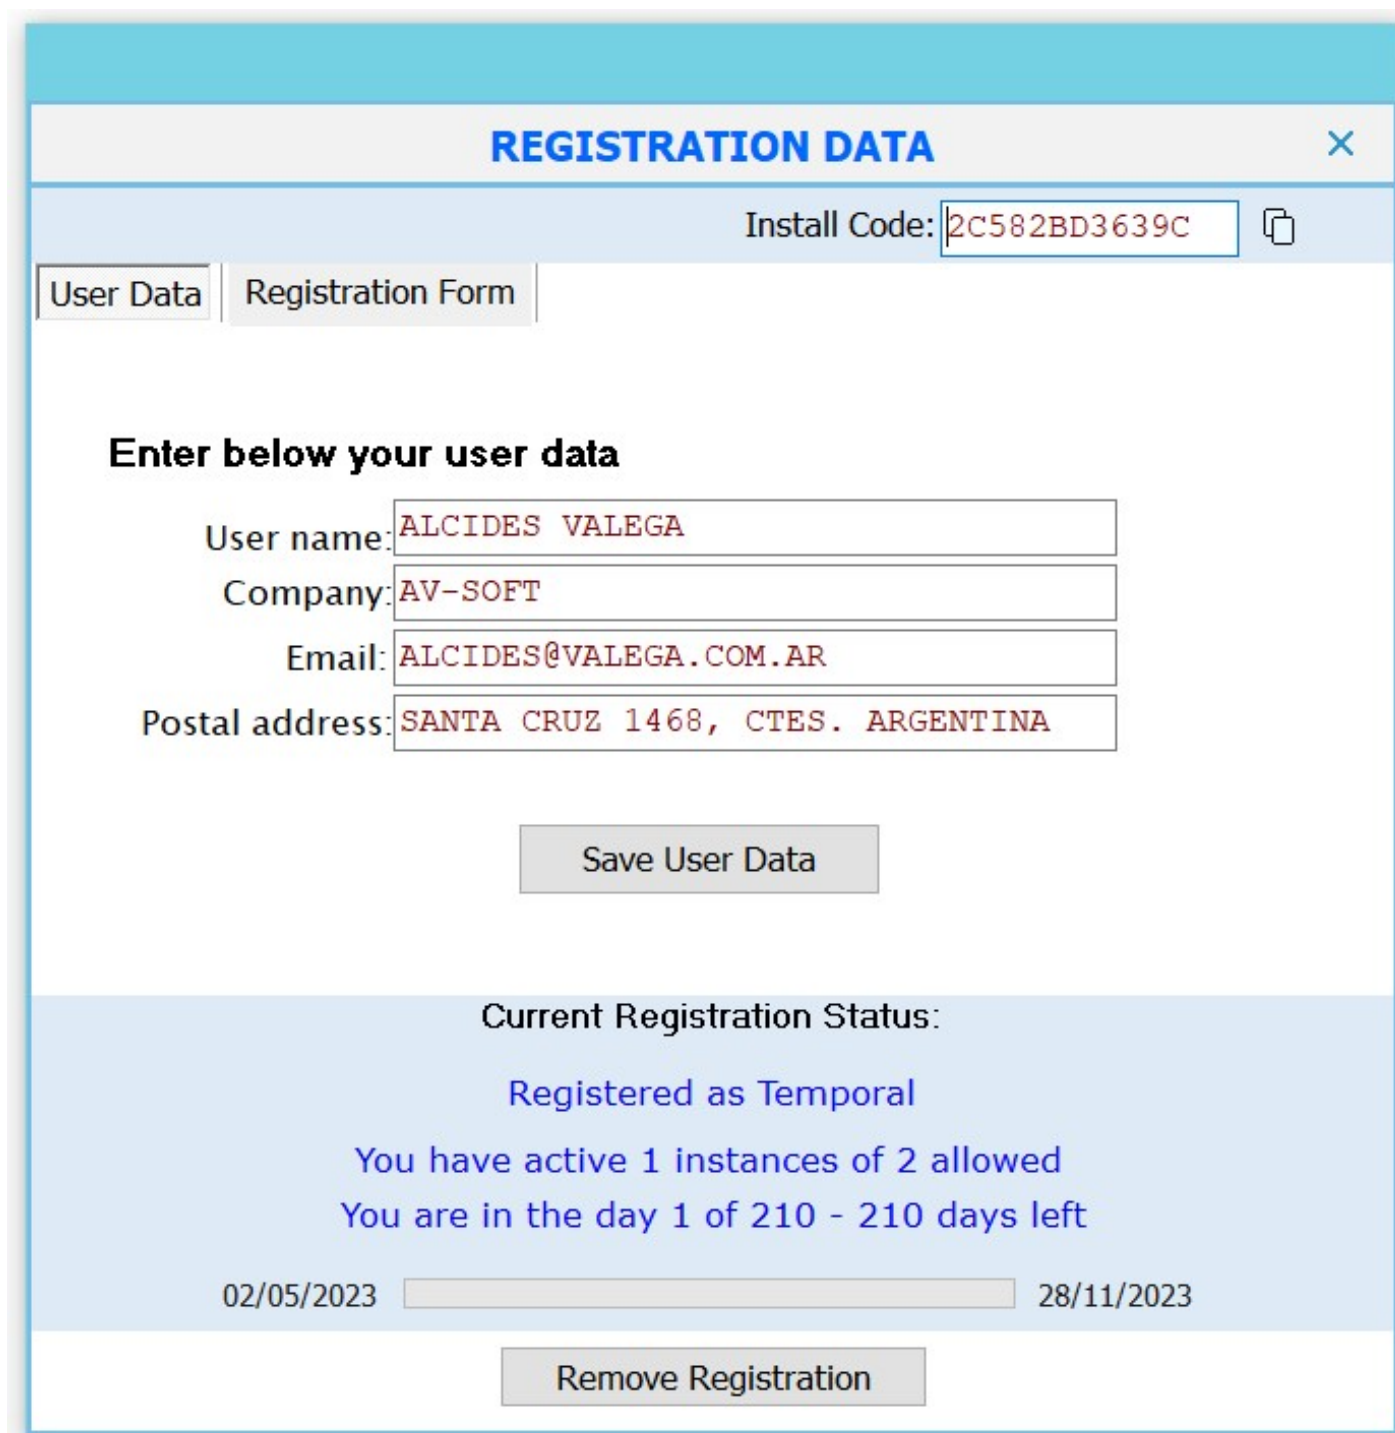 REGISTRATION DATA
Install Code: 2C582BD3639C
User Data Registration Form
Enter below your user data
User name: ALCIDES VALEGA
Company: AV-SOFT
Email: ALCIDES@VALEGA.COM.AR
Postal address: SANTA CRUZ 1468, CTES. ARGENTINA
Save User Data
Current Registration Status:
Registered as Temporal
You have active 1 instances of 2 allowed
You are in the day 1 of 210 - 210 days left
02/05/2023 28/11/2023
Remove Registration